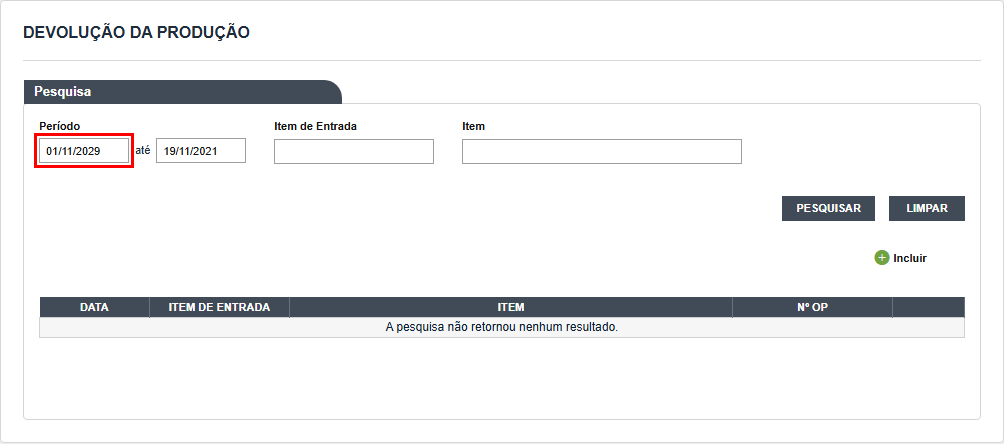 DEVOLUÇÃO DA PRODUÇÃO
Pesquisa
Período Item de Entrada Item
01/11/2029 até 19/11/2021
PESQUISAR LIMPAR
Incluir
DATA ITEM DE ENTRADA ITEM Nº OP
A pesquisa não retornou nenhum resultado.